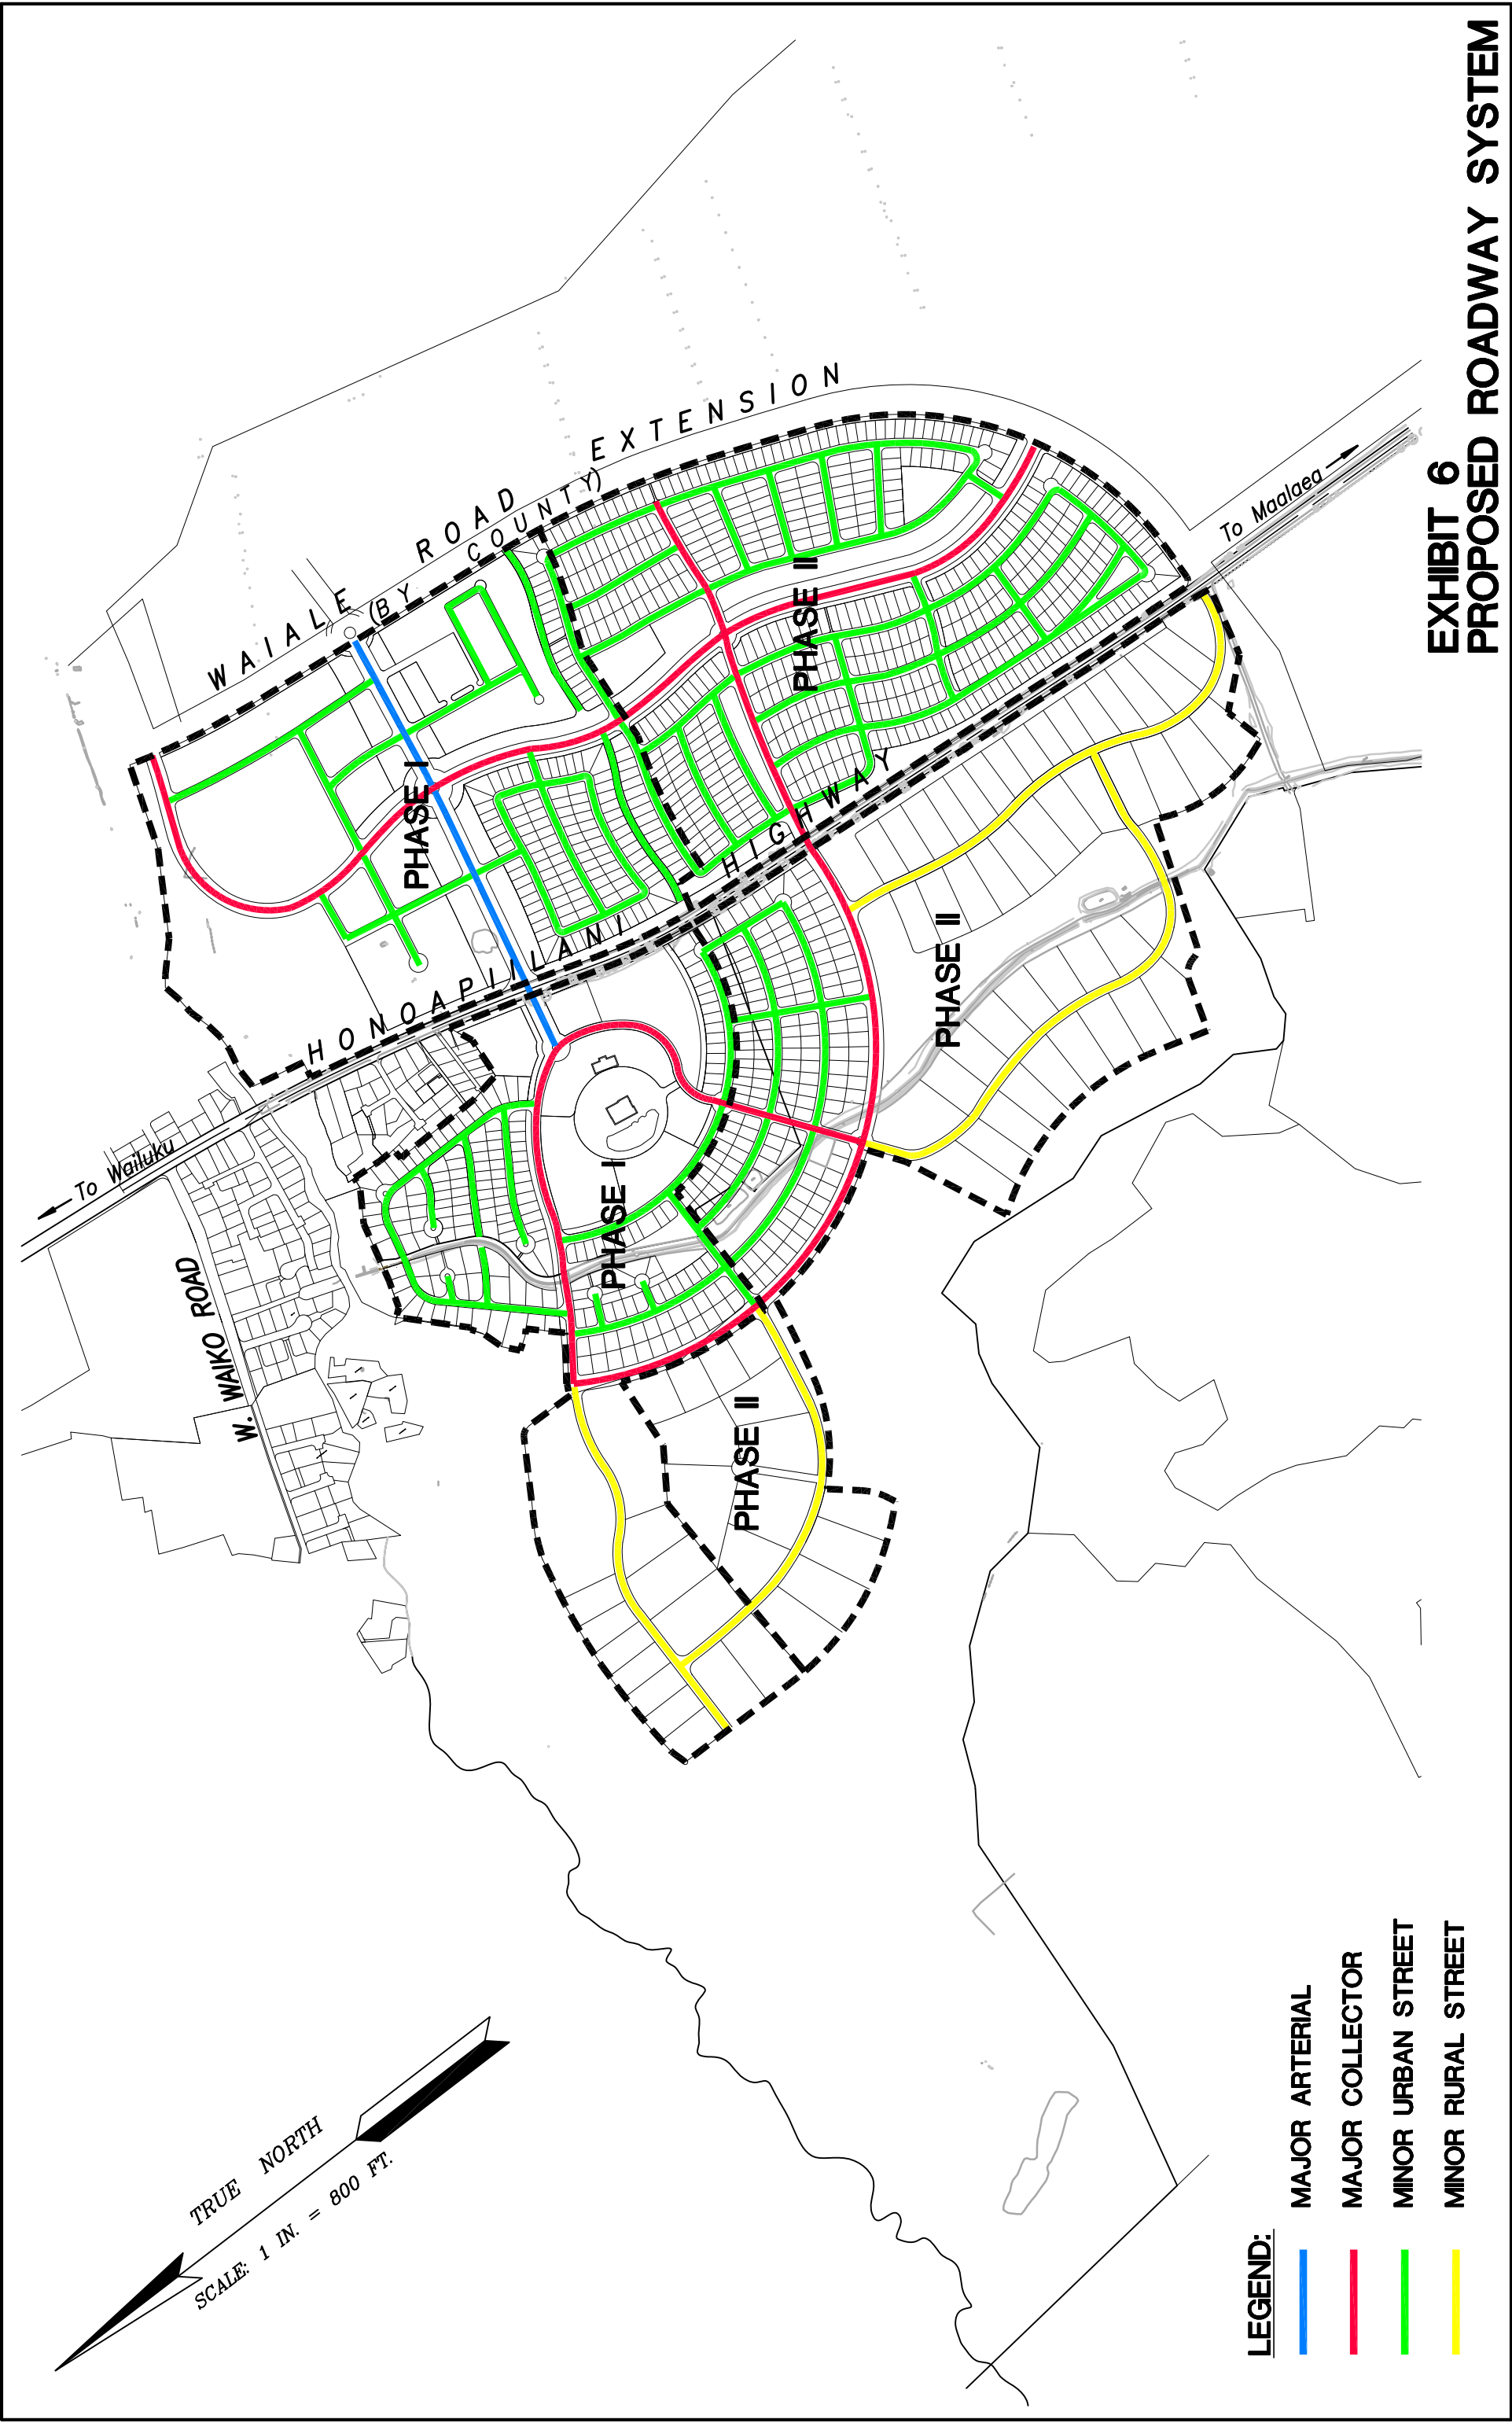 WAIALE ROAD EXTENSION
(BY COUNTY)
To Maalaea
HONOAPIILANI HIGHWAY
To Wailuku
W. WAIKO ROAD
PHASE I
PHASE II
PHASE I
PHASE II
PHASE II
TRUE NORTH
SCALE: 1 IN. = 800 FT.
LEGEND:
MAJOR ARTERIAL
MAJOR COLLECTOR
MINOR URBAN STREET
MINOR RURAL STREET
EXHIBIT 6
PROPOSED ROADWAY SYSTEM